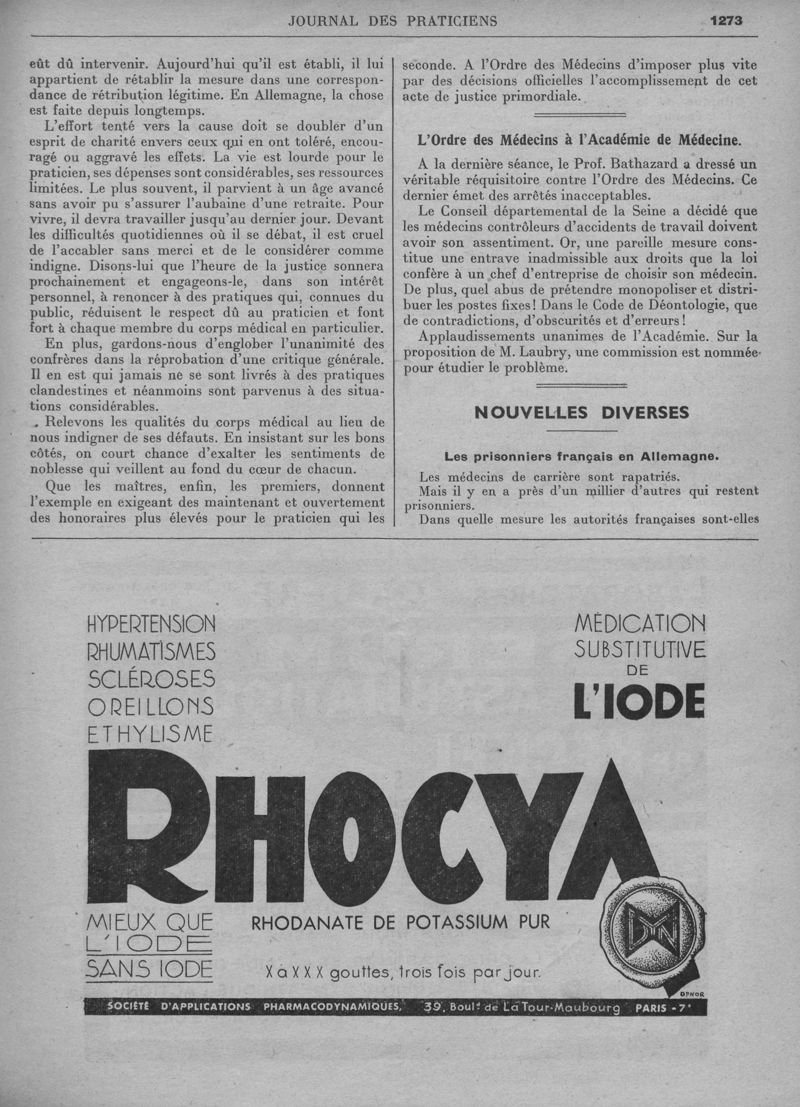 JOURNAL DES PRATICIENS
1273
eût dû intervenir. Aujourd'hui qu'il est établi, il lui
appartient de rétablir la mesure dans une correspon-
dance de rétribution légitime. En Allemagne, la chose
est faite depuis longtemps.
L'effort tenté vers la cause doit se doubler d'un
esprit de charité envers ceux qui en ont toléré, encou-
ragé ou aggravé les effets. La vie est lourde pour le
praticien, ses dépenses sont considérables, ses ressources
limitées. Le plus souvent, il parvient à un âge avancé
sans avoir pu s'assurer l'aubaine d'une retraite. Pour
vivre, il devra travailler jusqu'au dernier jour. Devant
les difficultés quotidiennes où il se débat, il est cruel
de l'accabler sans merci et de le considérer comme
indigne. Disons-lui que l'heure de la justice sonnera
prochainement et engageons-le, dans son intérêt
personnel, à renoncer à des pratiques qui, connues du
public, réduisent le respect dû au praticien et font
fort à chaque membre du corps médical en particulier.
En plus, gardons-nous d'englober l'unanimité des
confrères dans la réprobation d'une critique générale.
Il en est qui jamais ne se sont livrés à des pratiques
clandestines et néanmoins sont parvenus à des situa-
tions considérables.
Relevons les qualités du corps médical au lieu de
nous indigner de ses défauts. En insistant sur les bons
côtés, on court chance d'exalter les sentiments de
noblesse qui veillent au fond du cœur de chacun.
Que les maîtres, enfin, les premiers, donnent
l'exemple en exigeant des maintenant et ouvertement
des honoraires plus élevés pour le praticien qui les
seconde. A l'Ordre des Médecins d'imposer plus vite
par des décisions officielles l'accomplissement de cet
acte de justice primordiale.
L'Ordre des Médecins à l'Académie de Médecine.
A la dernière séance, le Prof. Bathazard a dressé un
véritable réquisitoire contre l'Ordre des Médecins. Ce
dernier émet des arrêtés inacceptables.
Le Conseil départemental de la Seine a décidé que
les médecins contrôleurs d'accidents de travail doivent
avoir son assentiment. Or, une pareille mesure cons-
titue une entrave inadmissible aux droits que la loi
confère à un chef d'entreprise de choisir son médecin.
De plus, quel abus de prétendre monopoliser et distri-
buer les postes fixes! Dans le Code de Déontologie, que
de contradictions, d'obscurités et d'erreurs!
Applaudissements unanimes de l'Académie. Sur la
proposition de M. Laubry, une commission est nommée
pour étudier le problème.
NOUVELLES DIVERSES
Les prisonniers français en Allemagne.
Les médecins de carrière sont rapatriés.
Mais il y en a près d'un millier d'autres qui restent
prisonniers.
Dans quelle mesure les autorités françaises sont-elles
HYPERTENSION
RHUMATISMES
SCLÉROSES
OREILLONS
ETHYLISME
MÉDICATION
SUBSTITUTIVE
DE
L'IODE
RHOCYA
MIEUX QUE
L'IODE
SANS IODE
RHODANATE DE POTASSIUM PUR
X à XXX gouttes, trois fois par jour.
DYN
DPNOR
SOCIÉTÉ D'APPLICATIONS PHARMACODYNAMIQUES, 39, Boulᵗ de La Tour-Maubourg PARIS - 7ᵉ